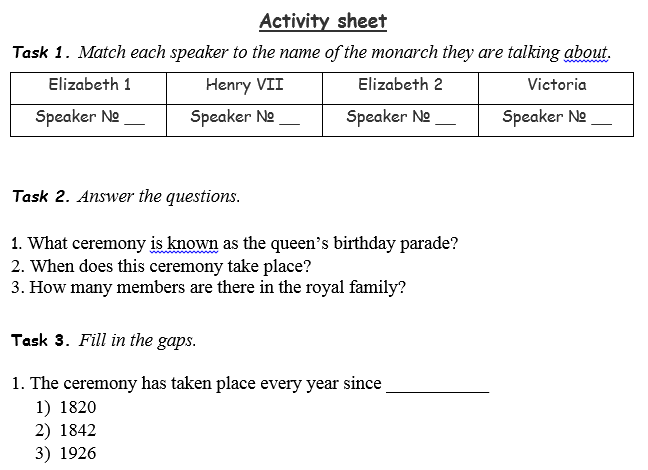 Activity sheet
Task 1. Match each speaker to the name of the monarch they are talking about.
Elizabeth 1 Henry VII Elizabeth 2 Victoria
Speaker № __ Speaker № __ Speaker № __ Speaker № __
Task 2. Answer the questions.
1. What ceremony is known as the queen’s birthday parade?
2. When does this ceremony take place?
3. How many members are there in the royal family?
Task 3. Fill in the gaps.
1. The ceremony has taken place every year since ___________
1) 1820
2) 1842
3) 1926